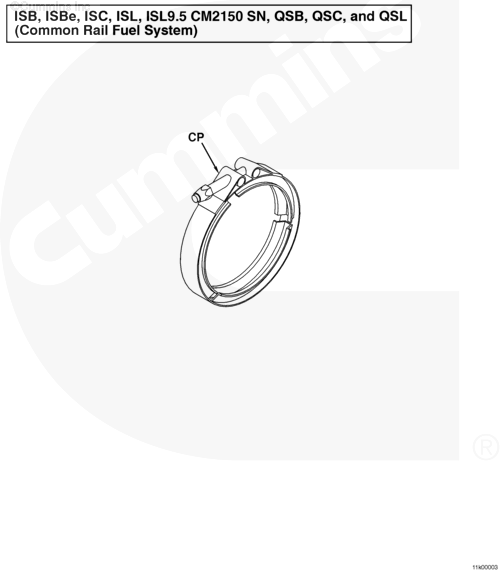 © Cummins Inc.
ISB, ISBe, ISC, ISL, ISL9.5 CM2150 SN, QSB, QSC, and QSL
(Common Rail Fuel System)
Cummins
CP
®
11k00003